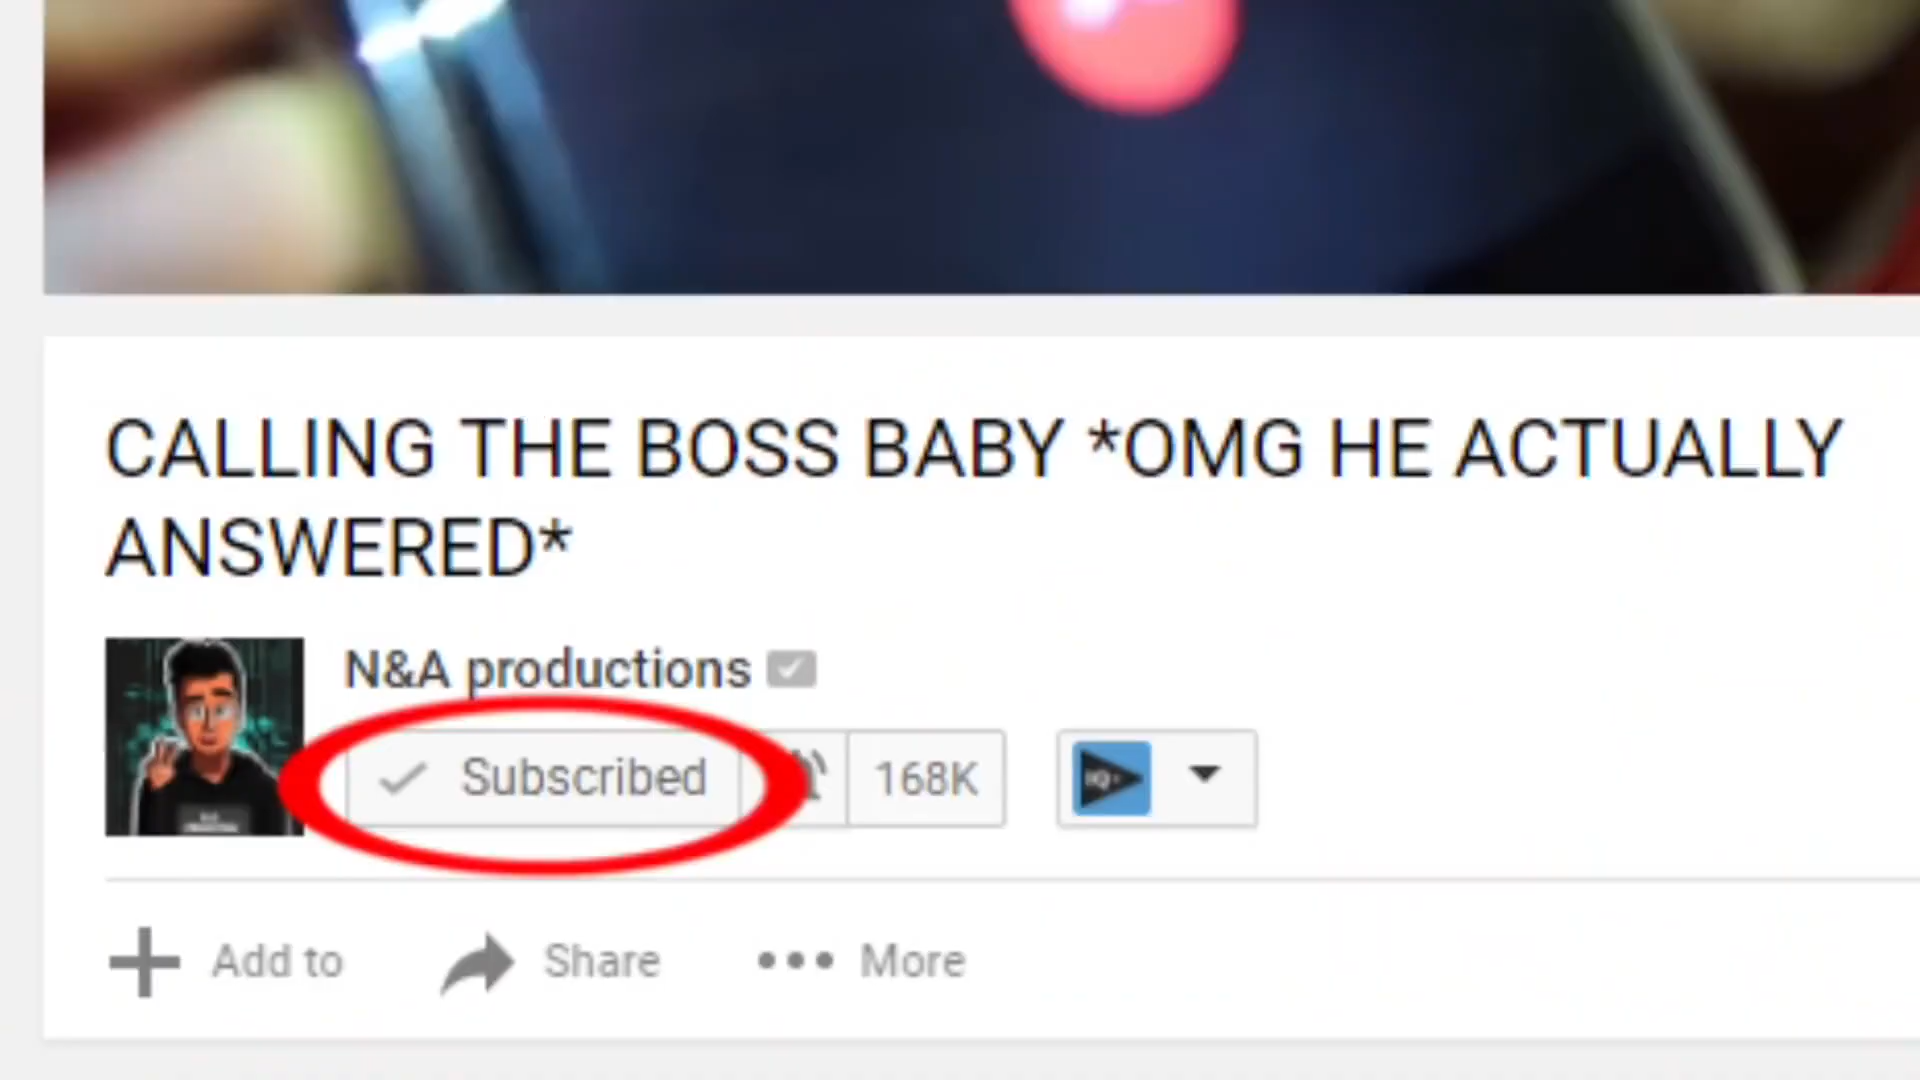 CALLING THE BOSS BABY *OMG HE ACTUALLY
ANSWERED*
N&A productions
Subscribed
168K
Add to
Share
More